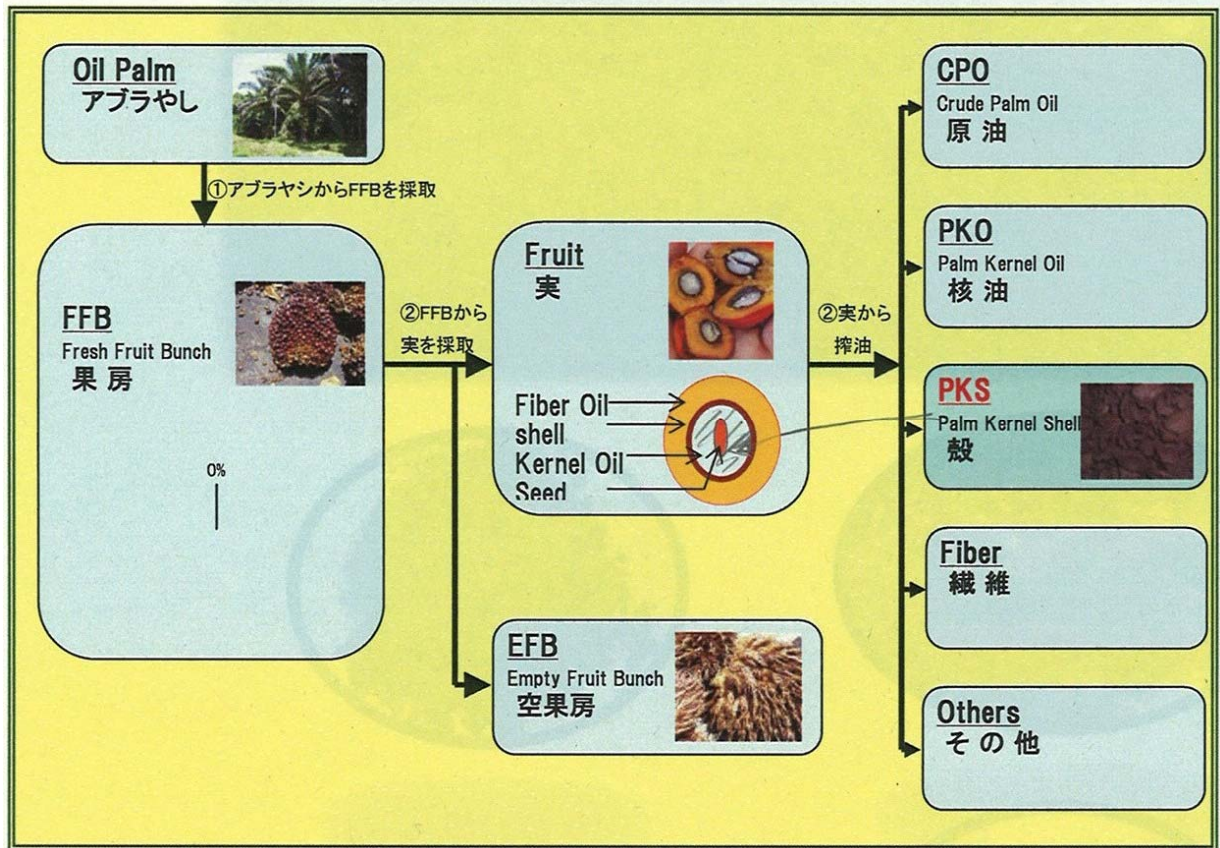 Oil Palm
アブラやし
①アブラヤシからFFBを採取
FFB
Fresh Fruit Bunch
果房
0%
②FFBから
実を採取
Fruit
実
Fiber Oil
shell
Kernel Oil
Seed
EFB
Empty Fruit Bunch
空果房
②実から
搾油
CPO
Crude Palm Oil
原油
PKO
Palm Kernel Oil
核油
PKS
Palm Kernel Shell
殻
Fiber
繊維
Others
その他